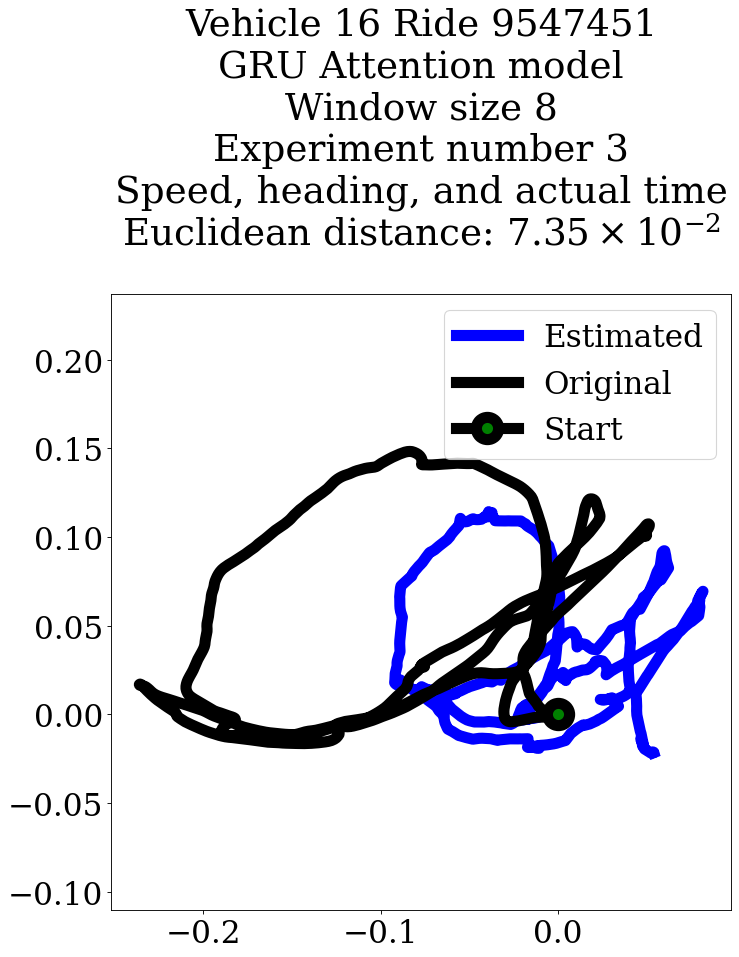 Vehicle 16 Ride 9547451
GRU Attention model
Window size 8
Experiment number 3
Speed, heading, and actual time
Euclidean distance: 7.35 × 10⁻²
Estimated
Original
Start
0.20
0.15
0.10
0.05
0.00
−0.05
−0.10
−0.2
−0.1
0.0